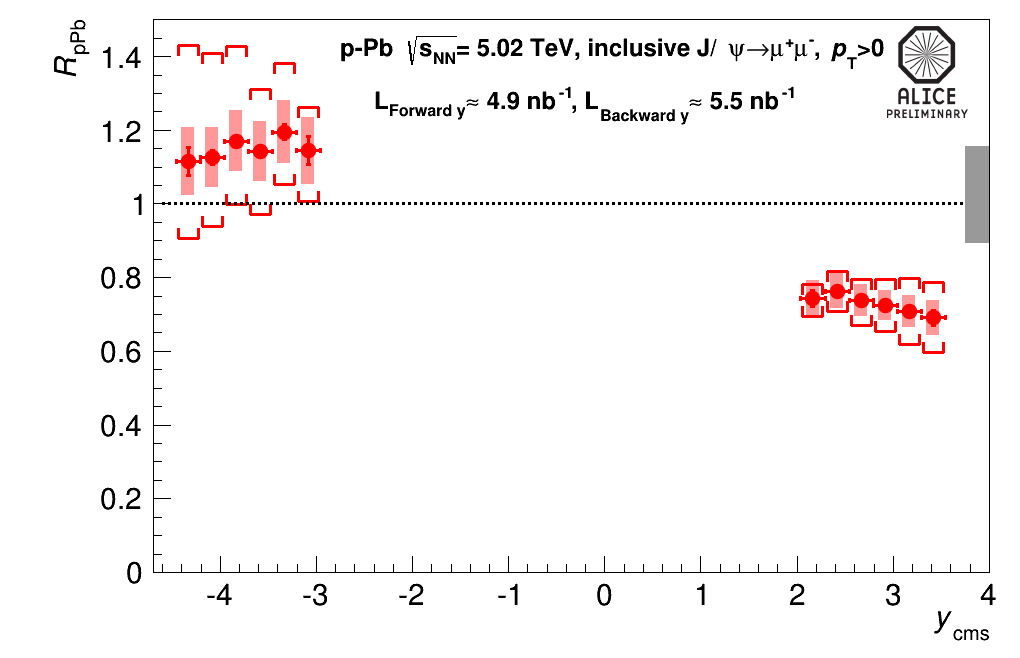 R_pPb
p-Pb √s_NN= 5.02 TeV, inclusive J/ ψ→μ⁺μ⁻, p_T>0
L_Forward y ≈ 4.9 nb⁻¹, L_Backward y ≈ 5.5 nb⁻¹
ALICE
PRELIMINARY
1.4
1.2
1
0.8
0.6
0.4
0.2
0
-4 -3 -2 -1 0 1 2 3 4
y_cms